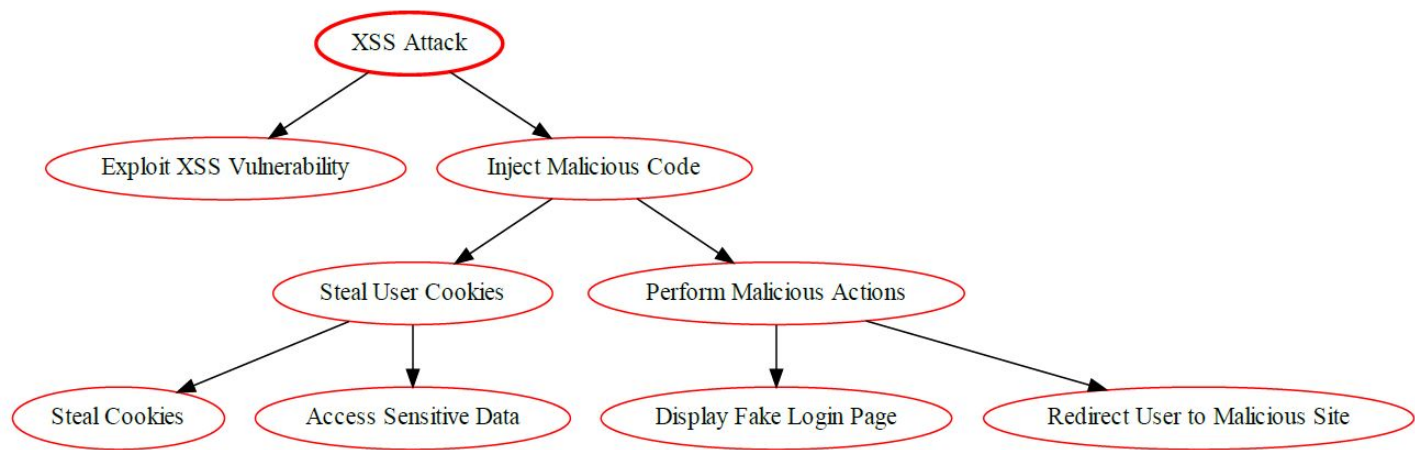 XSS Attack
Exploit XSS Vulnerability
Inject Malicious Code
Steal User Cookies
Perform Malicious Actions
Steal Cookies
Access Sensitive Data
Display Fake Login Page
Redirect User to Malicious Site